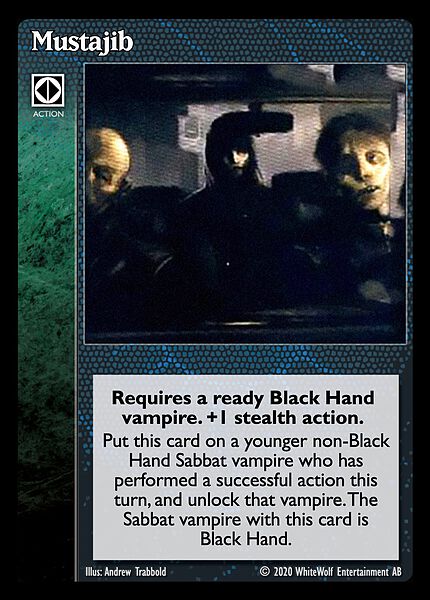 Mustajib
ACTION
Requires a ready Black Hand
vampire. +1 stealth action.
Put this card on a younger non-Black
Hand Sabbat vampire who has
performed a successful action this
turn, and unlock that vampire. The
Sabbat vampire with this card is
Black Hand.
Illus: Andrew Trabbold © 2020 WhiteWolf Entertainment AB